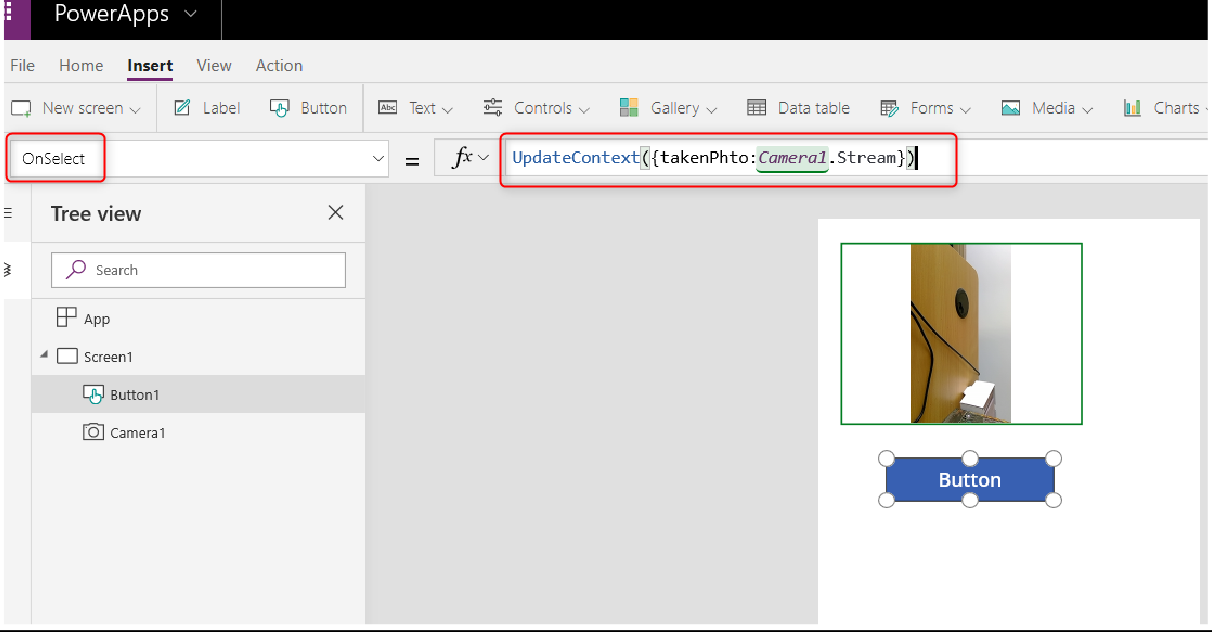 PowerApps
File Home Insert View Action
New screen Label Button Abc Text Controls Gallery Data table Forms Media Charts
OnSelect = fx UpdateContext({takenPhto:Camera1.Stream})
Tree view
Search
App
Screen1
Button1
Camera1
Button